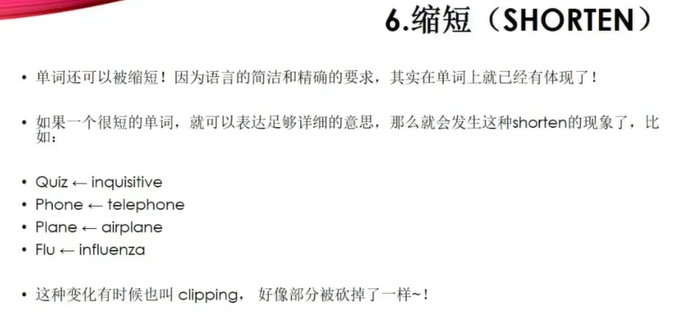 6.缩短（SHORTEN）
• 单词还可以被缩短！因为语言的简洁和精确的要求，其实在单词上就已经有体现了！
• 如果一个很短的单词，就可以表达足够详细的意思，那么就会发生这种shorten的现象了，比
如：
• Quiz ← inquisitive
• Phone ← telephone
• Plane ← airplane
• Flu ← influenza
• 这种变化有时候也叫 clipping， 好像部分被砍掉了一样~！